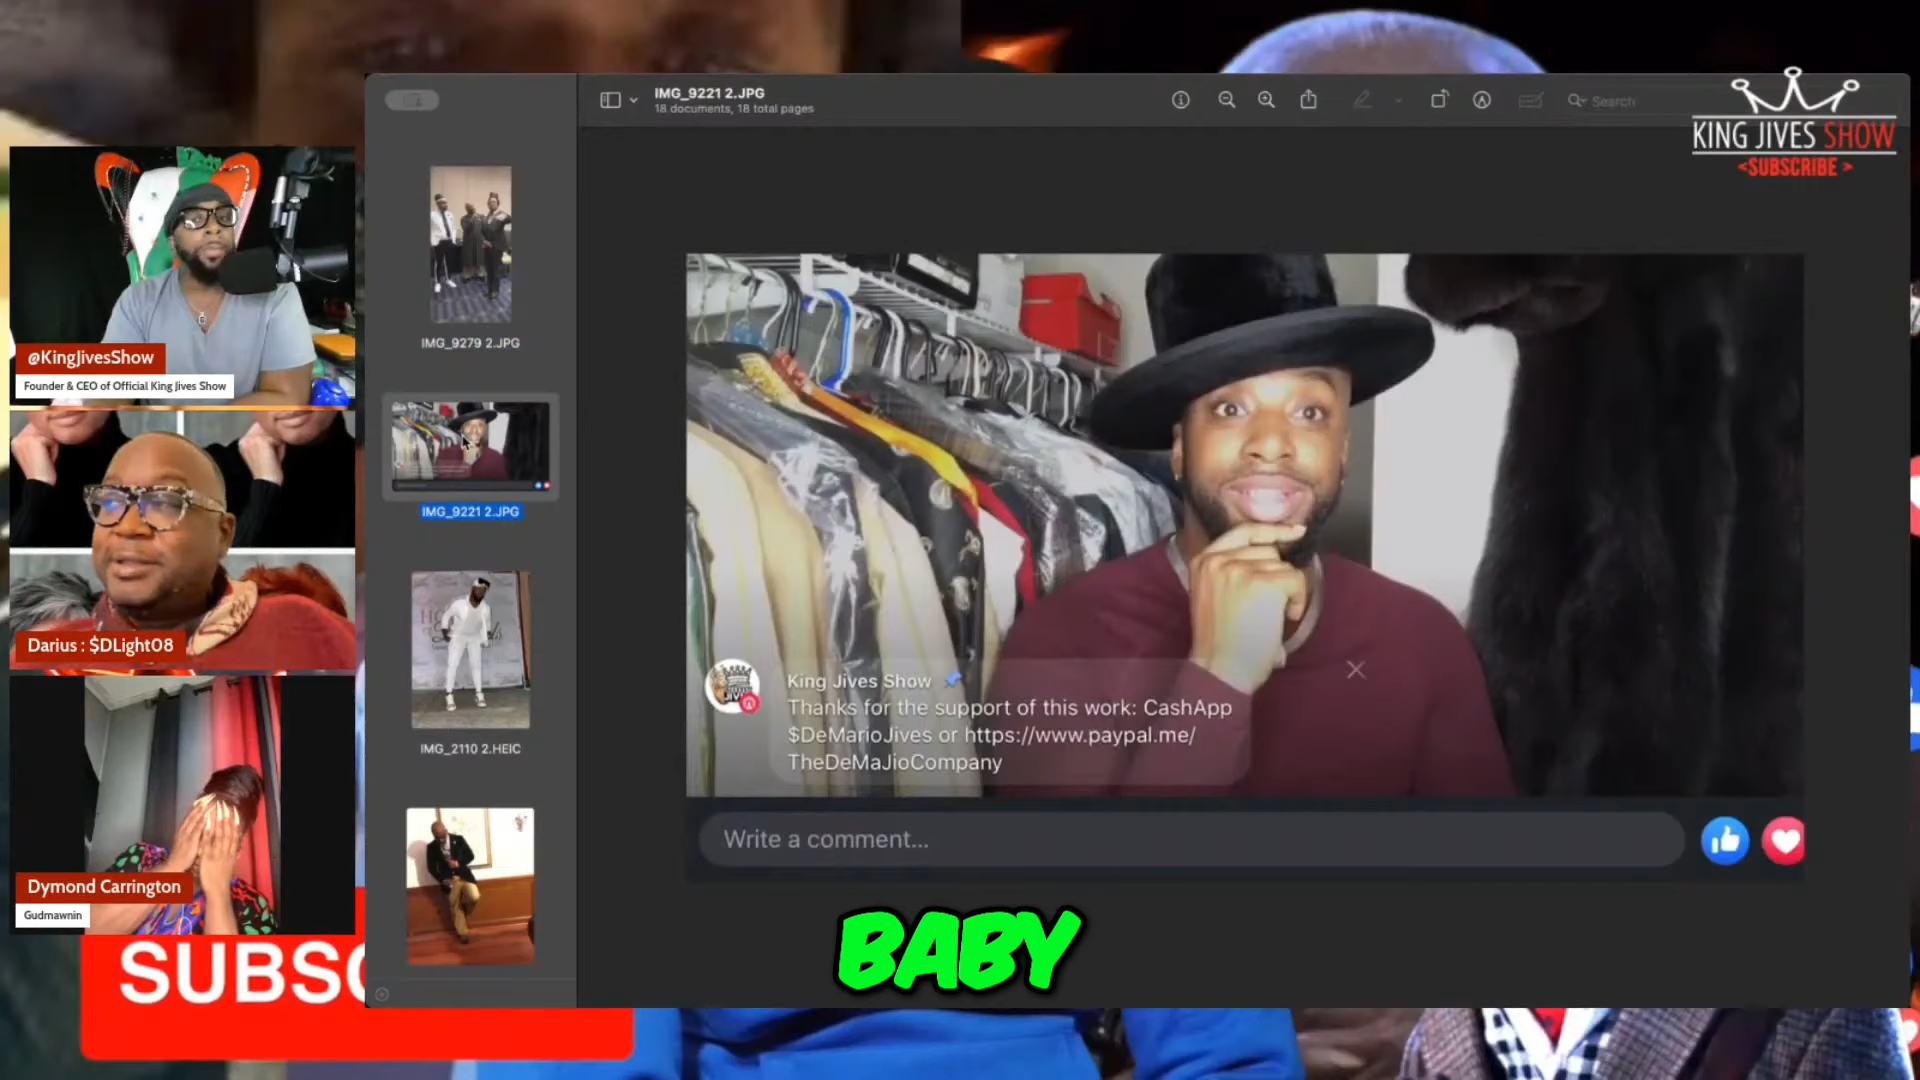 IMG_9221 2.JPG
18 documents, 18 total pages
Search
KING JIVES SHOW
<SUBSCRIBE >
@KingJivesShow
Founder & CEO of Official King Jives Show
IMG_9279 2.JPG
IMG_9221 2.JPG
Darius : $DLight08
IMG_2110 2.HEIC
King Jives Show
Thanks for the support of this work: CashApp
$DeMarioJives or https://www.paypal.me/
TheDeMaJioCompany
Write a comment...
Dymond Carrington
Gudmawnin
BABY
SUBSC